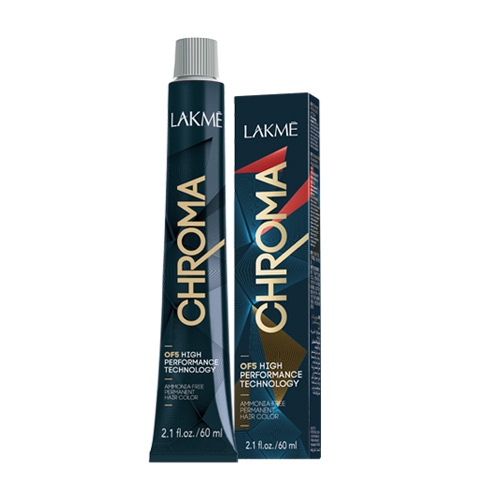 LAKMĒ
CHROMA
OF5 HIGH
PERFORMANCE
TECHNOLOGY
AMMONIA-FREE
PERMANENT
HAIR COLOR
2.1 fl.oz./60 ml
LAKMĒ
CHROMA
OF5 HIGH
PERFORMANCE
TECHNOLOGY
AMMONIA-FREE
PERMANENT
HAIR COLOR
2.1 fl.oz./60 ml